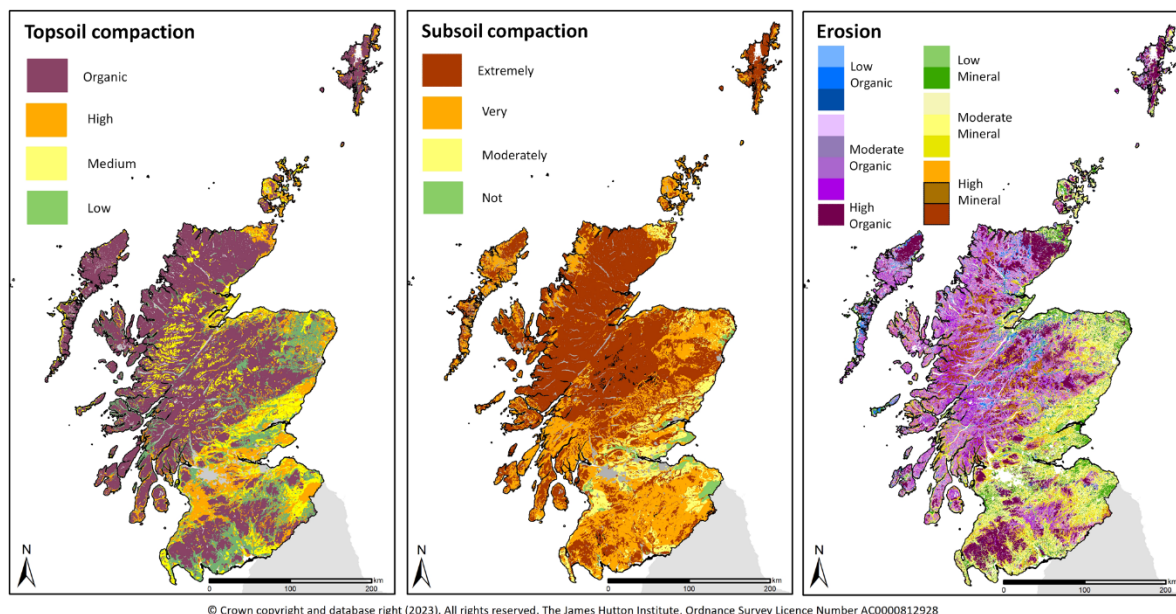 Topsoil compaction
Organic
High
Medium
Low
N
0 100 200
km
Subsoil compaction
Extremely
Very
Moderately
Not
N
0 100 200
km
Erosion
Low
Organic
Moderate
Organic
High
Organic
Low
Mineral
Moderate
Mineral
High
Mineral
N
0 100 200
km
© Crown copyright and database right (2023). All rights reserved. The James Hutton Institute, Ordnance Survey Licence Number AC0000812928